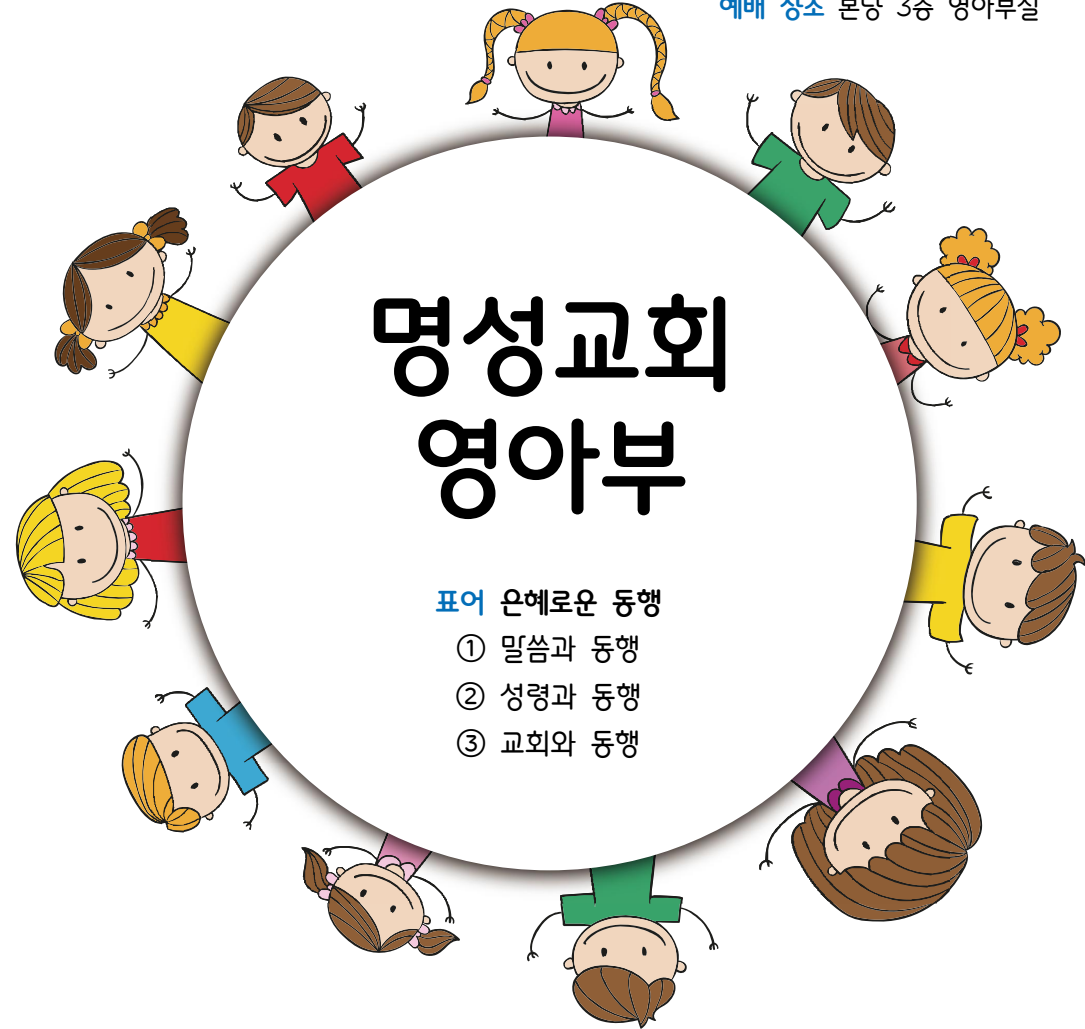 예배 장소 본당 3층 영아부실
명성교회
영아부
표어 은혜로운 동행
① 말씀과 동행
② 성령과 동행
③ 교회와 동행